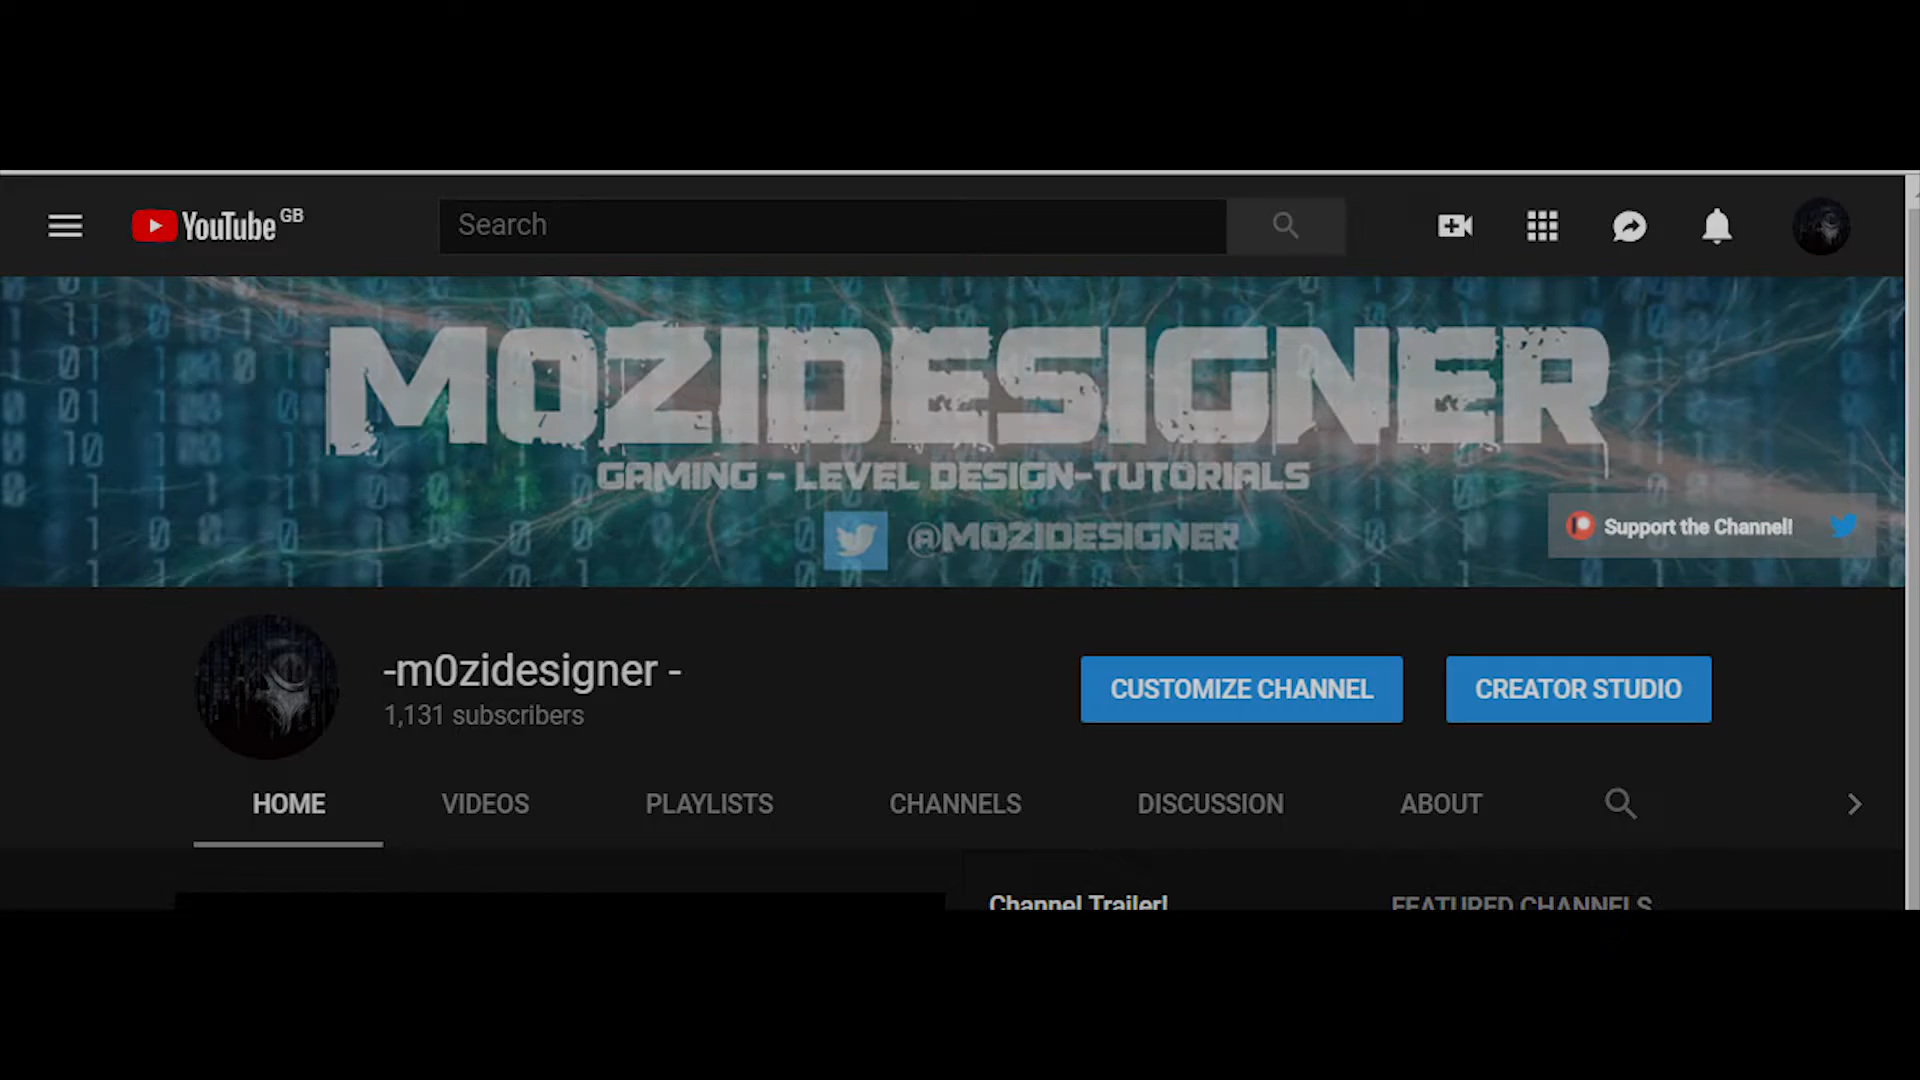 YouTube GB
Search
M0ZIDESIGNER
GAMING - LEVEL DESIGN-TUTORIALS
@M0ZIDESIGNER
Support the Channel!
-m0zidesigner -
1,131 subscribers
CUSTOMIZE CHANNEL
CREATOR STUDIO
HOME VIDEOS PLAYLISTS CHANNELS DISCUSSION ABOUT
Channel Trailer!
FEATURED CHANNELS